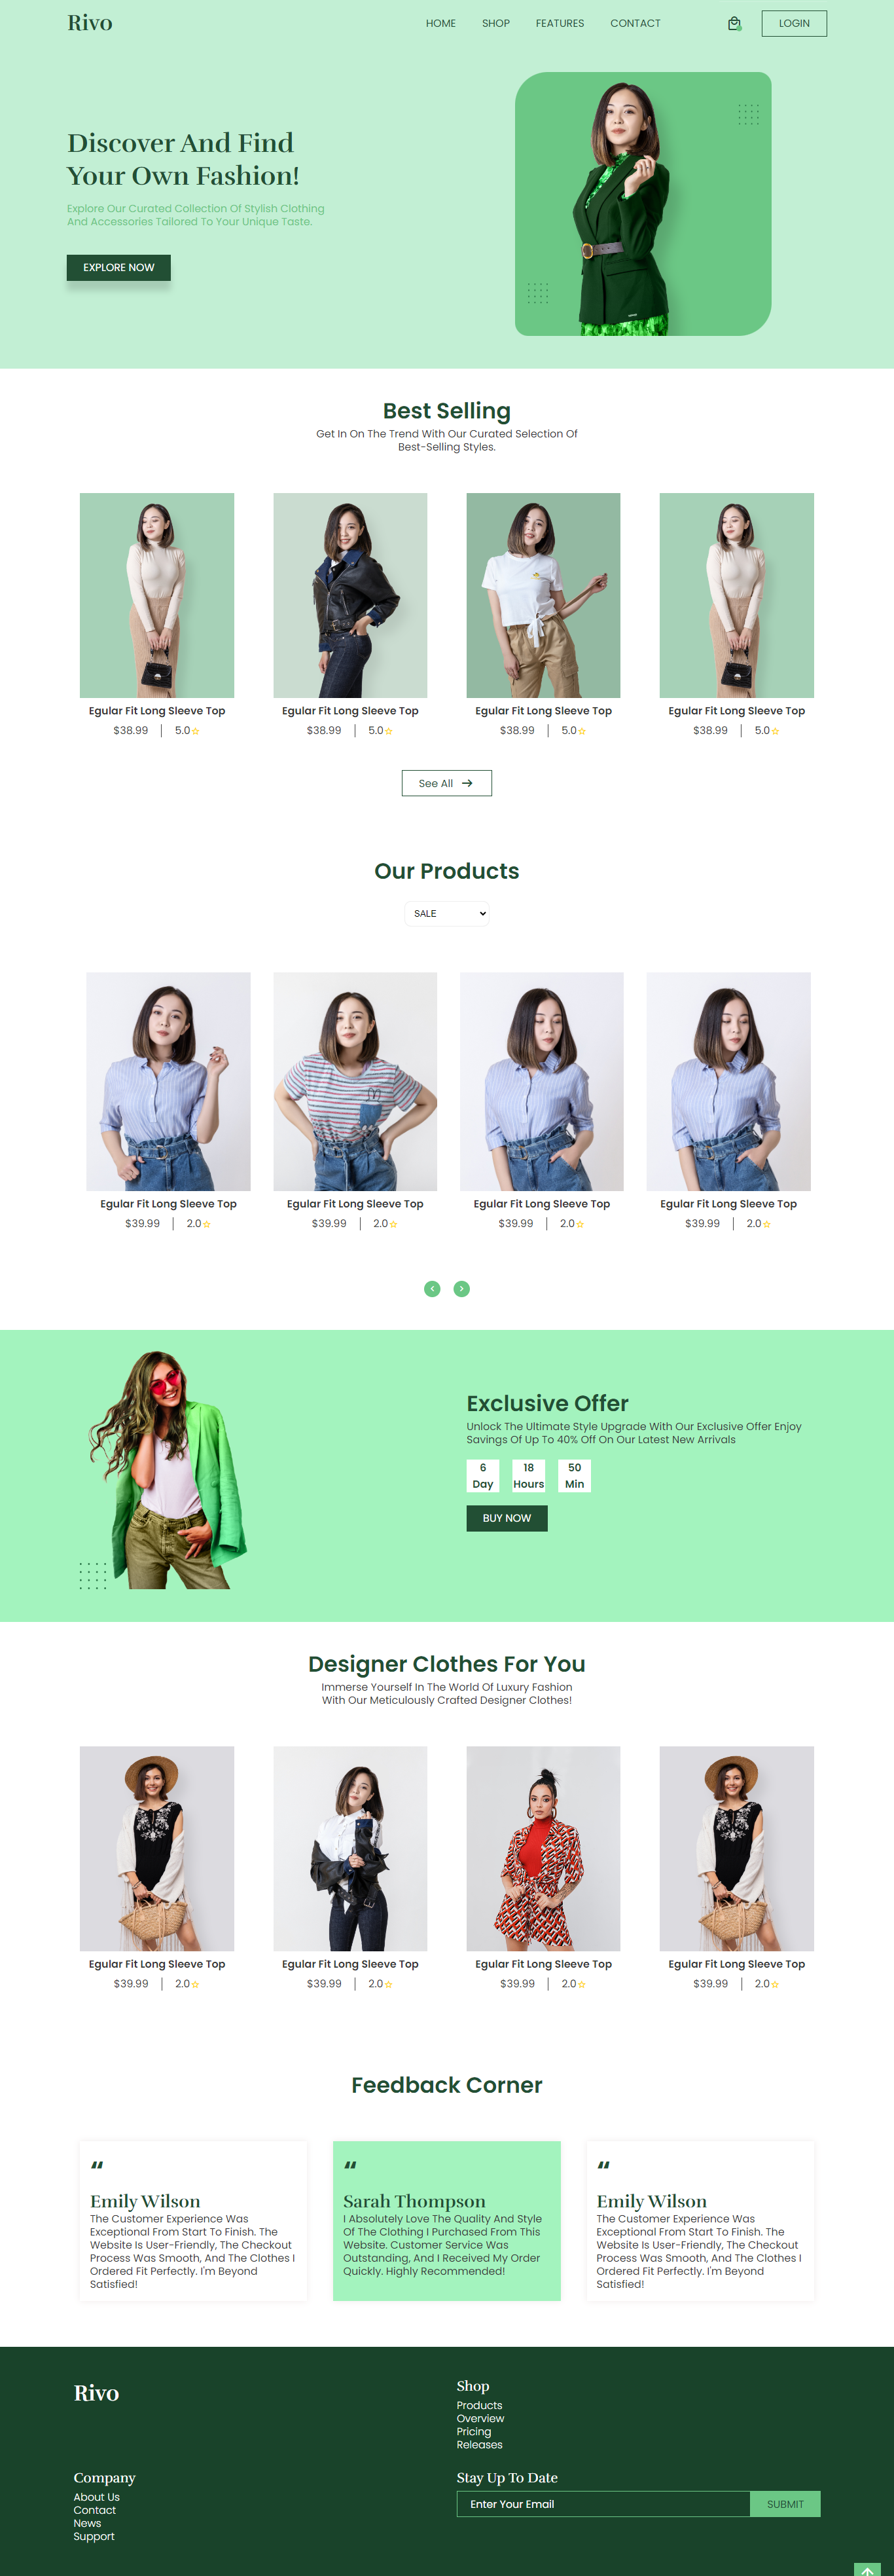 Rivo
HOME SHOP FEATURES CONTACT LOGIN
Discover And Find
Your Own Fashion!
Explore Our Curated Collection Of Stylish Clothing
And Accessories Tailored To Your Unique Taste.
EXPLORE NOW
Best Selling
Get In On The Trend With Our Curated Selection Of
Best-Selling Styles.
Egular Fit Long Sleeve Top
$38.99 5.0
Egular Fit Long Sleeve Top
$38.99 5.0
Egular Fit Long Sleeve Top
$38.99 5.0
Egular Fit Long Sleeve Top
$38.99 5.0
See All
Our Products
SALE
Egular Fit Long Sleeve Top
$39.99 2.0
Egular Fit Long Sleeve Top
$39.99 2.0
Egular Fit Long Sleeve Top
$39.99 2.0
Egular Fit Long Sleeve Top
$39.99 2.0
Exclusive Offer
Unlock The Ultimate Style Upgrade With Our Exclusive Offer Enjoy
Savings Of Up To 40% Off On Our Latest New Arrivals
6 18 50
Day Hours Min
BUY NOW
Designer Clothes For You
Immerse Yourself In The World Of Luxury Fashion
With Our Meticulously Crafted Designer Clothes!
Egular Fit Long Sleeve Top
$39.99 2.0
Egular Fit Long Sleeve Top
$39.99 2.0
Egular Fit Long Sleeve Top
$39.99 2.0
Egular Fit Long Sleeve Top
$39.99 2.0
Feedback Corner
“
Emily Wilson
The Customer Experience Was
Exceptional From Start To Finish. The
Website Is User-Friendly, The Checkout
Process Was Smooth, And The Clothes I
Ordered Fit Perfectly. I'm Beyond
Satisfied!
“
Sarah Thompson
I Absolutely Love The Quality And Style
Of The Clothing I Purchased From This
Website. Customer Service Was
Outstanding, And I Received My Order
Quickly. Highly Recommended!
“
Emily Wilson
The Customer Experience Was
Exceptional From Start To Finish. The
Website Is User-Friendly, The Checkout
Process Was Smooth, And The Clothes I
Ordered Fit Perfectly. I'm Beyond
Satisfied!
Rivo
Shop
Products
Overview
Pricing
Releases
Company
About Us
Contact
News
Support
Stay Up To Date
Enter Your Email SUBMIT